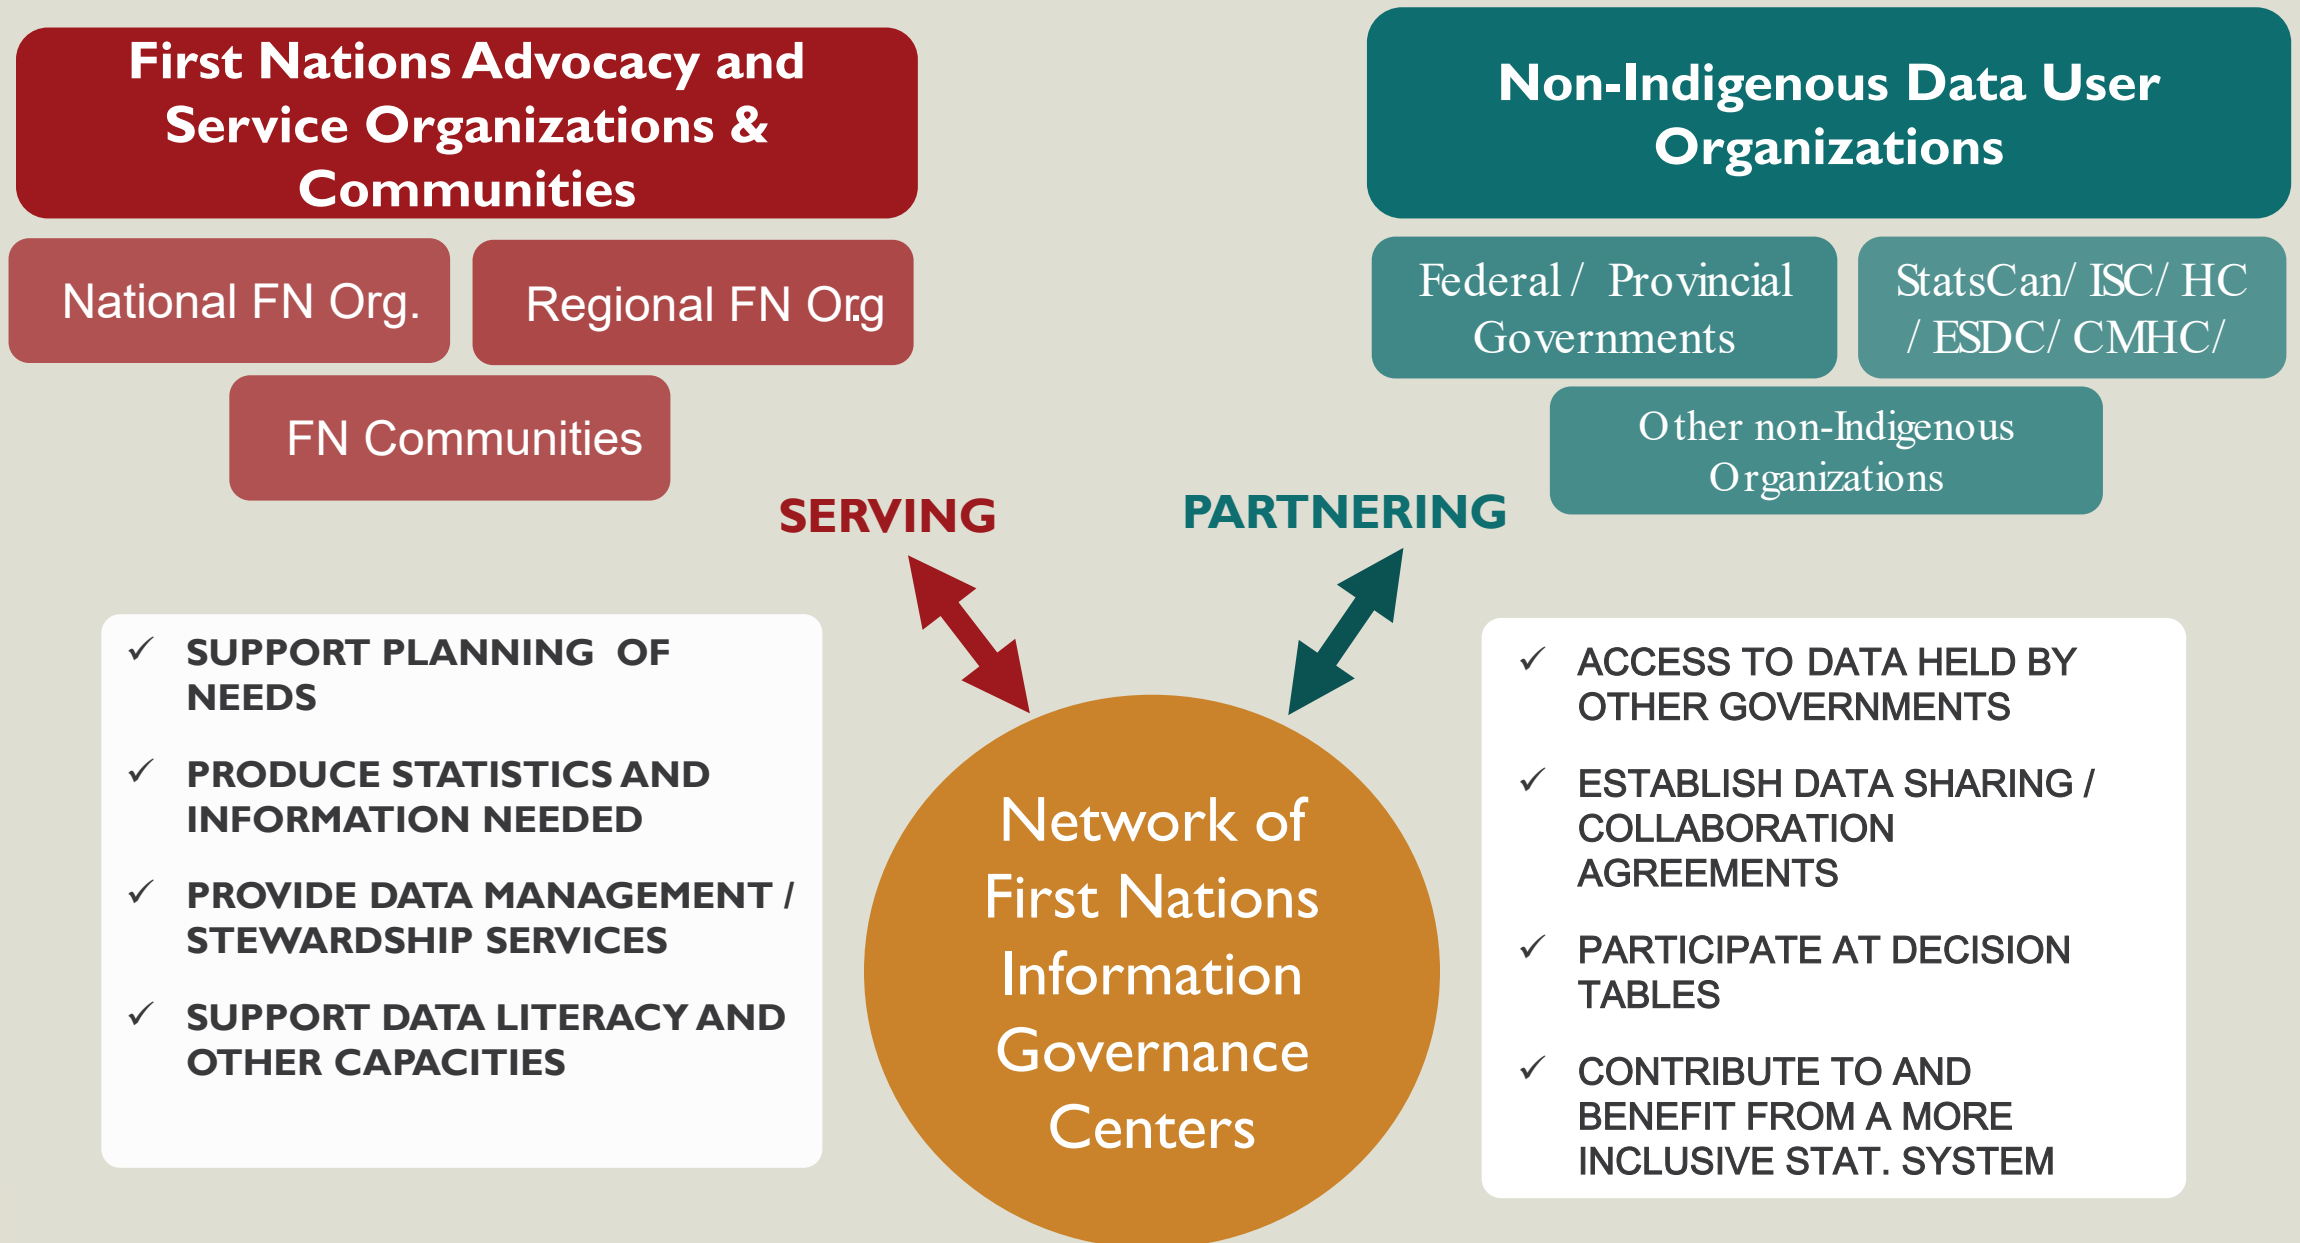 First Nations Advocacy and
Service Organizations &
Communities
National FN Org.
Regional FN Org.
FN Communities
Non-Indigenous Data User
Organizations
Federal / Provincial
Governments
StatsCan/ ISC/ HC
/ ESDC/ CMHC/
Other non-Indigenous
Organizations
SERVING
PARTNERING
✓ SUPPORT PLANNING OF
NEEDS
✓ PRODUCE STATISTICS AND
INFORMATION NEEDED
✓ PROVIDE DATA MANAGEMENT /
STEWARDSHIP SERVICES
✓ SUPPORT DATA LITERACY AND
OTHER CAPACITIES
Network of
First Nations
Information
Governance
Centers
✓ ACCESS TO DATA HELD BY
OTHER GOVERNMENTS
✓ ESTABLISH DATA SHARING /
COLLABORATION
AGREEMENTS
✓ PARTICIPATE AT DECISION
TABLES
✓ CONTRIBUTE TO AND
BENEFIT FROM A MORE
INCLUSIVE STAT. SYSTEM